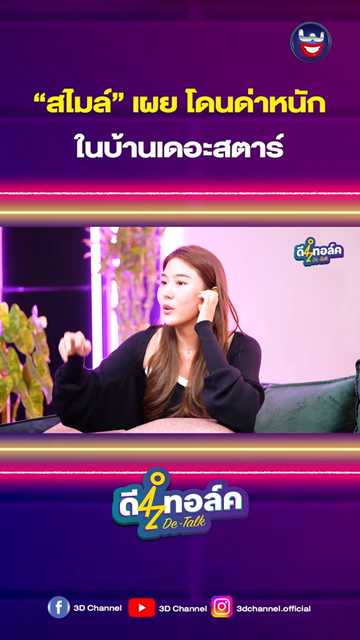 “สไมล์” เผย โดนด่าหนัก
ในบ้านเดอะสตาร์
ดี4ทอล์ค
De-Talk
ดี4ทอล์ค
De-Talk
3D Channel
3D Channel
3dchannel.official